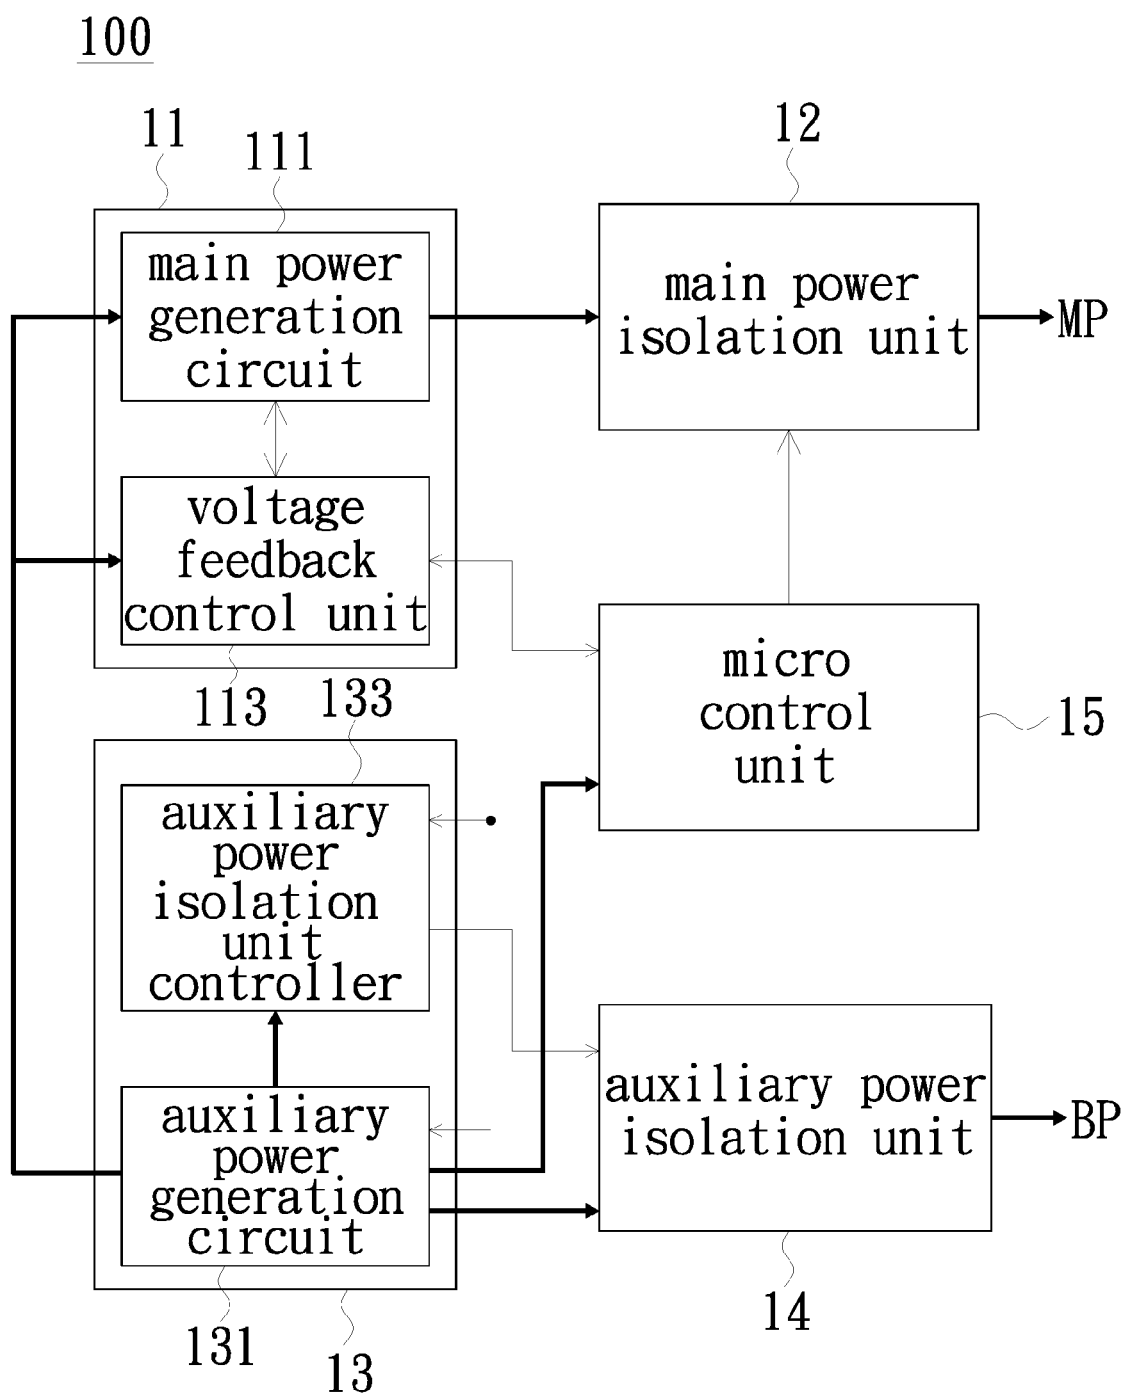 100
11
111
12
main power
generation
circuit
main power
isolation unit
MP
voltage
feedback
control unit
113
133
micro
control
unit
15
auxiliary
power
isolation
unit
controller
auxiliary power
isolation unit
BP
auxiliary
power
generation
circuit
131
13
14